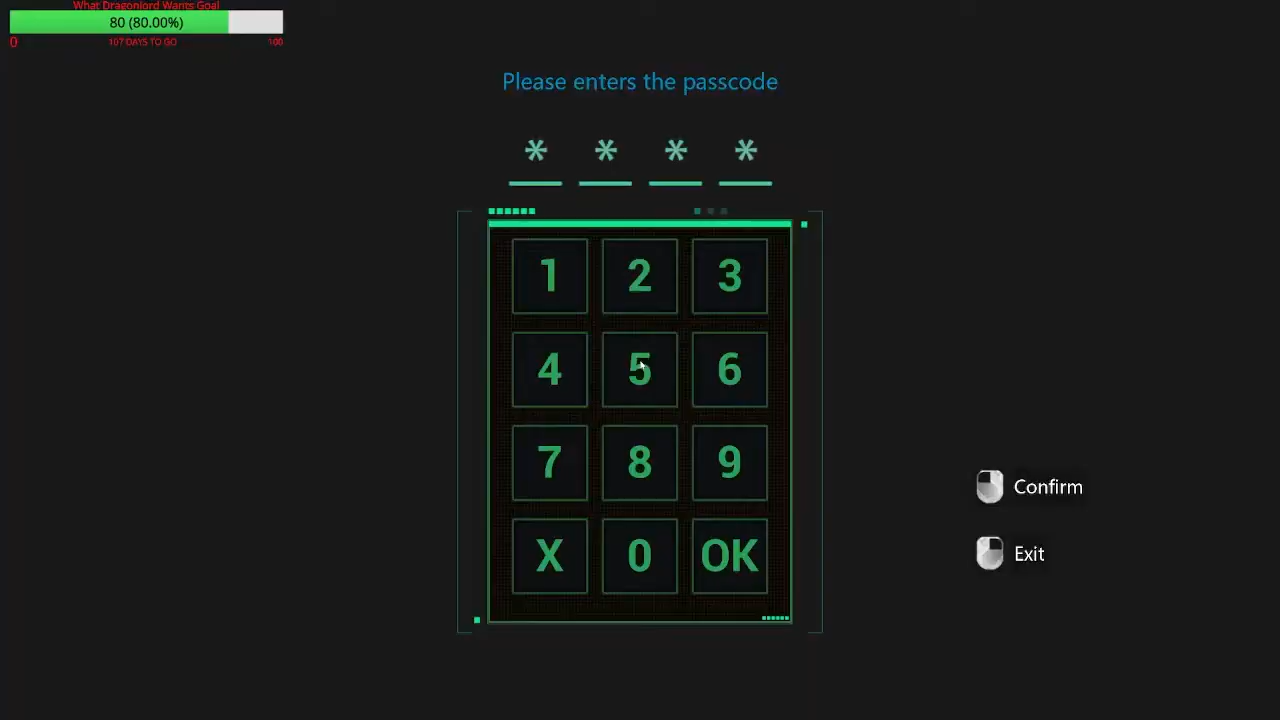 What Dragonlord Wants Goal
80 (80.00%)
0 107 DAYS TO GO 100
Please enters the passcode
* * * *
1 2 3
4 5 6
7 8 9
X 0 OK
Confirm
Exit